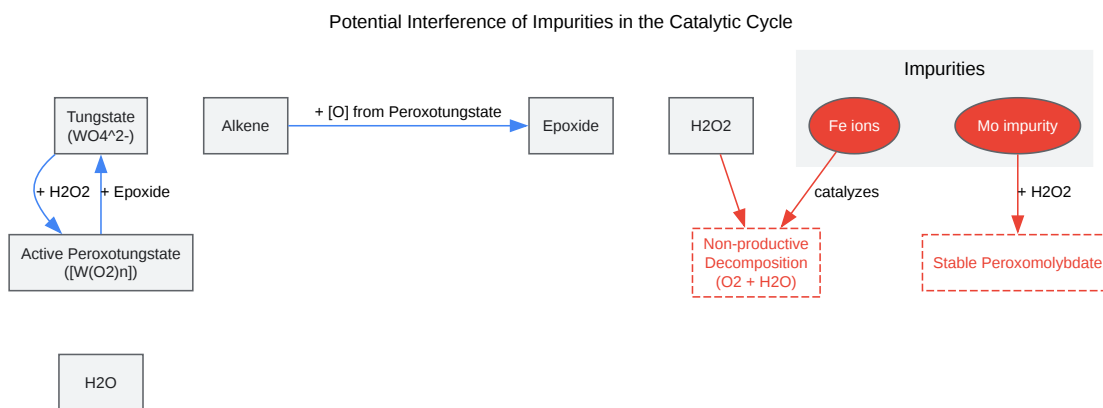 Potential Interference of Impurities in the Catalytic Cycle
Impurities
Tungstate
(WO4^2-)
Alkene
+ [O] from Peroxotungstate
Epoxide
H2O2
Fe ions
Mo impurity
+ H2O2
+ Epoxide
catalyzes
+ H2O2
Active Peroxotungstate
([W(O2)n])
Non-productive
Decomposition
(O2 + H2O)
Stable Peroxomolybdate
H2O